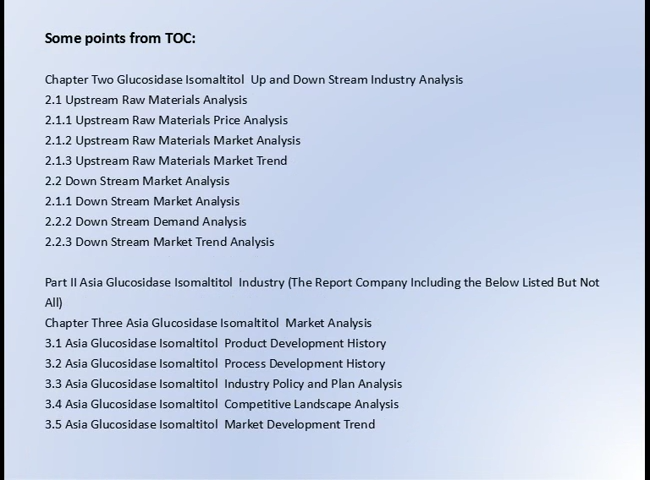 Some points from TOC:
Chapter Two Glucosidase Isomaltitol Up and Down Stream Industry Analysis
2.1 Upstream Raw Materials Analysis
2.1.1 Upstream Raw Materials Price Analysis
2.1.2 Upstream Raw Materials Market Analysis
2.1.3 Upstream Raw Materials Market Trend
2.2 Down Stream Market Analysis
2.1.1 Down Stream Market Analysis
2.2.2 Down Stream Demand Analysis
2.2.3 Down Stream Market Trend Analysis
Part II Asia Glucosidase Isomaltitol Industry (The Report Company Including the Below Listed But Not
All)
Chapter Three Asia Glucosidase Isomaltitol Market Analysis
3.1 Asia Glucosidase Isomaltitol Product Development History
3.2 Asia Glucosidase Isomaltitol Process Development History
3.3 Asia Glucosidase Isomaltitol Industry Policy and Plan Analysis
3.4 Asia Glucosidase Isomaltitol Competitive Landscape Analysis
3.5 Asia Glucosidase Isomaltitol Market Development Trend